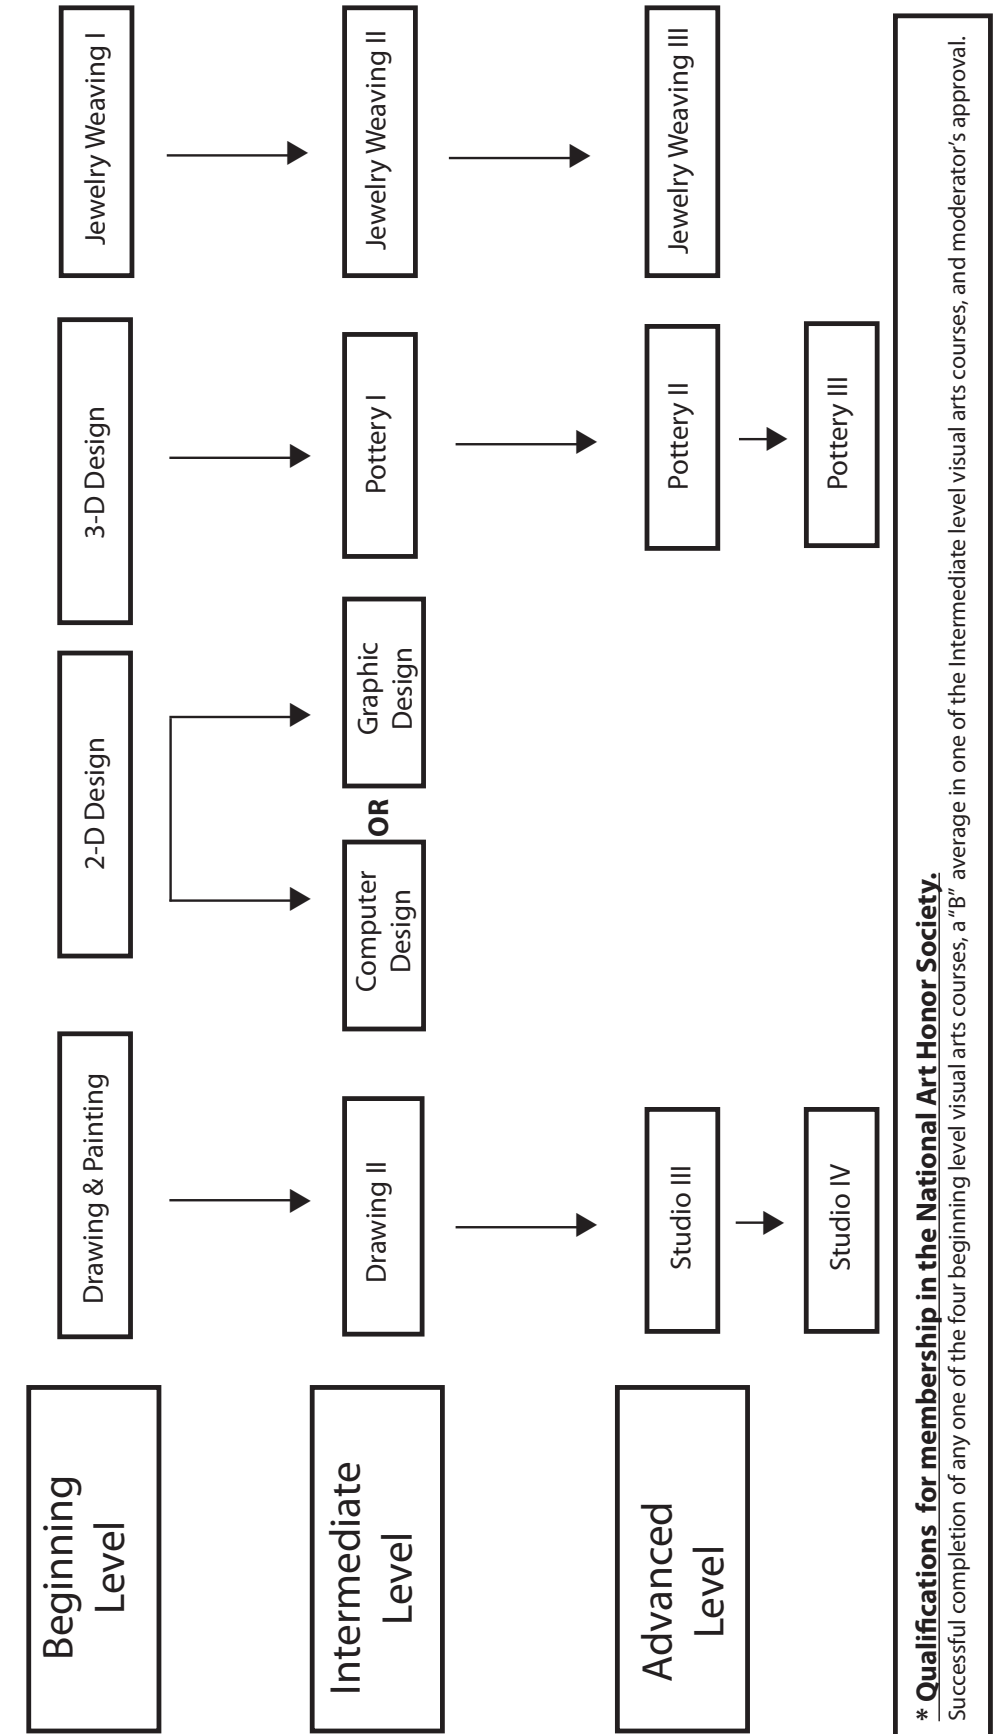 Beginning
Level
Drawing & Painting
2-D Design
3-D Design
Jewelry Weaving I
Intermediate
Level
Drawing II
Computer
Design
OR
Graphic
Design
Pottery I
Jewelry Weaving II
Advanced
Level
Studio III
Pottery II
Jewelry Weaving III
Studio IV
Pottery III
* Qualifications for membership in the National Art Honor Society.
Successful completion of any one of the four beginning level visual arts courses, a "B" average in one of the Intermediate level visual arts courses, and moderator's approval.